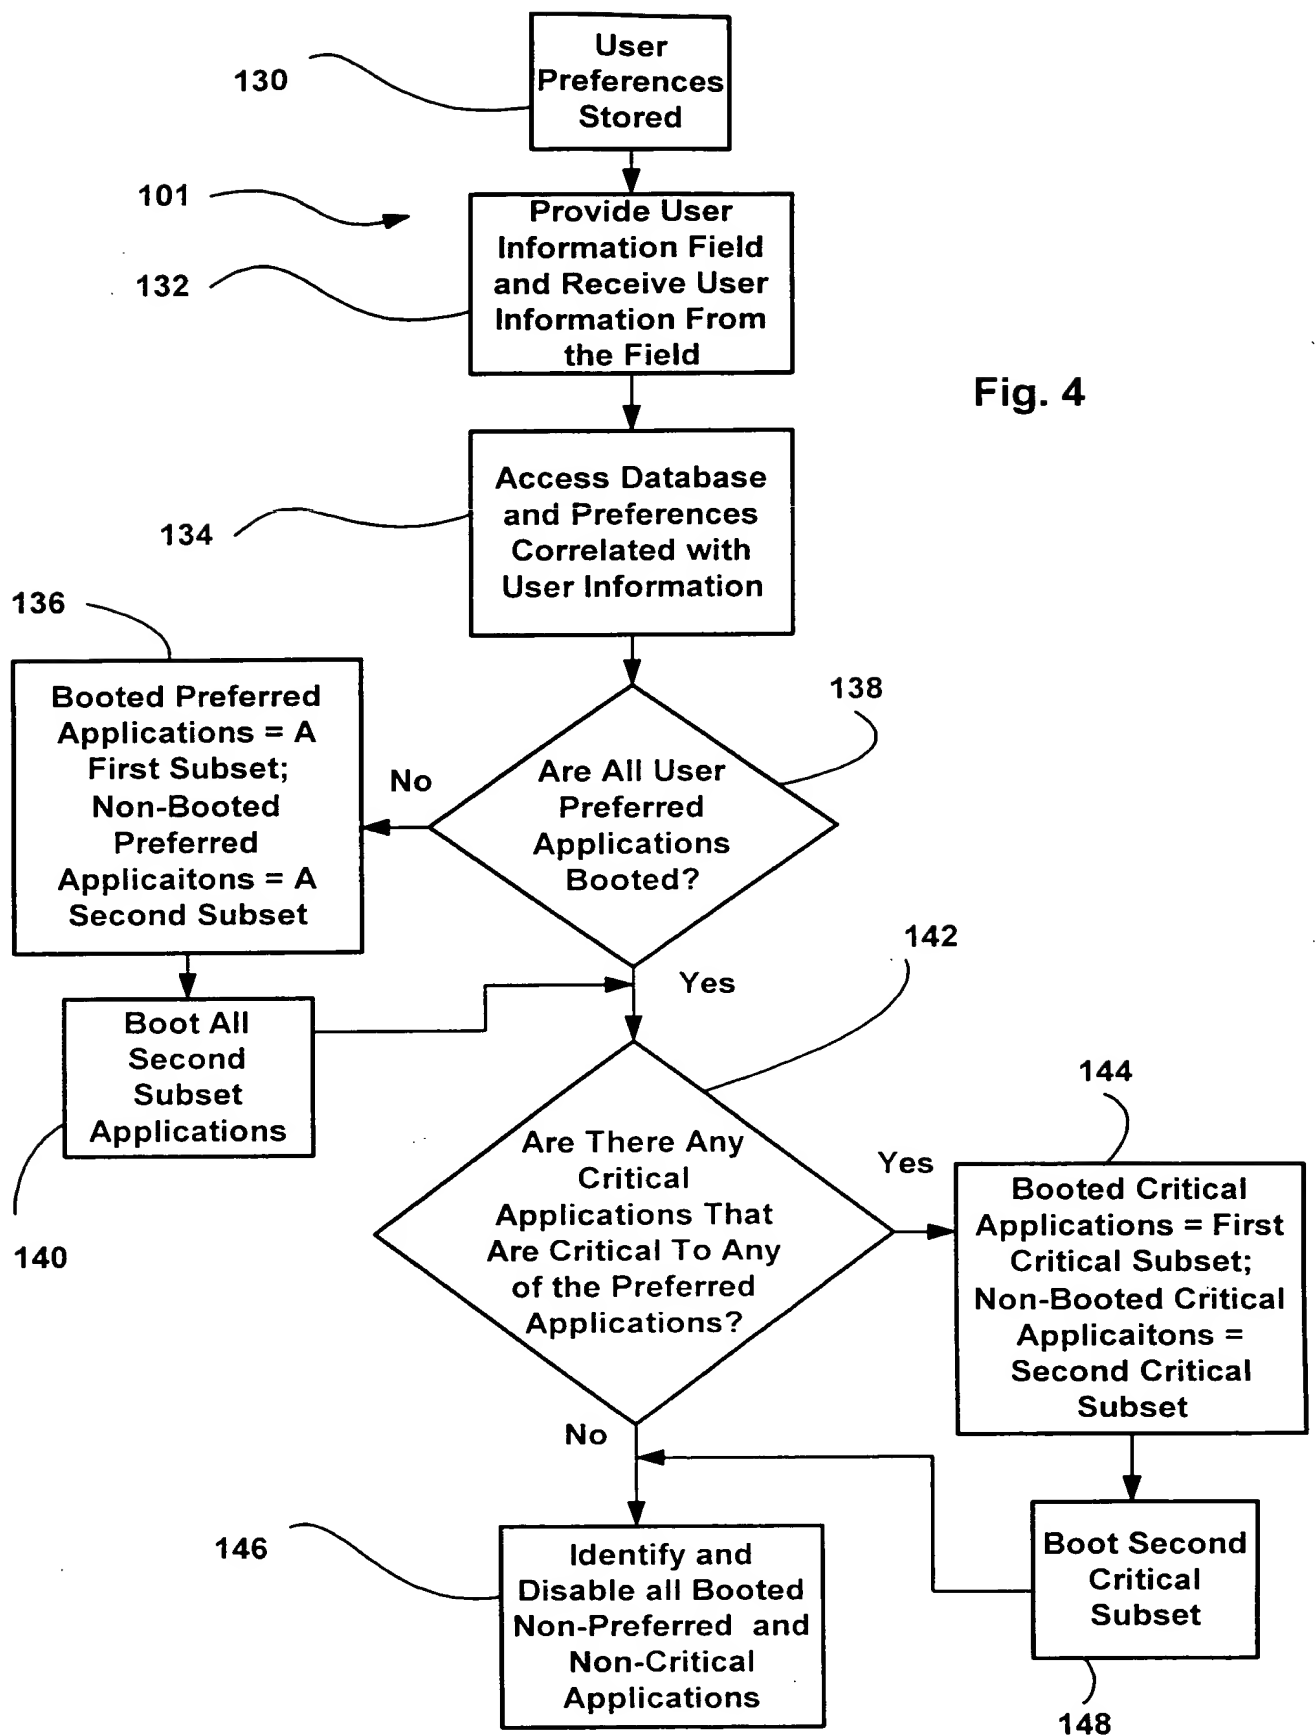 130
User
Preferences
Stored
101
132
Provide User
Information Field
and Receive User
Information From
the Field
Fig. 4
134
Access Database
and Preferences
Correlated with
User Information
136
Booted Preferred
Applications = A
First Subset;
Non-Booted
Preferred
Applicaitons = A
Second Subset
No
138
Are All User
Preferred
Applications
Booted?
Yes
142
Boot All
Second
Subset
Applications
140
Are There Any
Critical
Applications That
Are Critical To Any
of the Preferred
Applications?
Yes
144
Booted Critical
Applications = First
Critical Subset;
Non-Booted Critical
Applicaitons =
Second Critical
Subset
No
146
Identify and
Disable all Booted
Non-Preferred and
Non-Critical
Applications
Boot Second
Critical
Subset
148